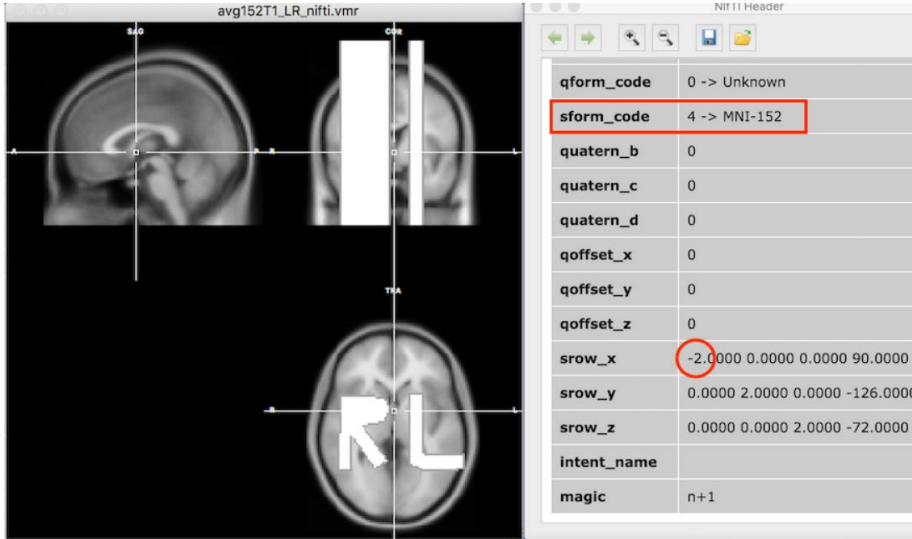 avg152T1_LR_nifti.vmr
SAG
COR
A
P
R
L
TRA
R
L
R L
NIfTI Header
qform_code 0 -> Unknown
sform_code 4 -> MNI-152
quatern_b 0
quatern_c 0
quatern_d 0
qoffset_x 0
qoffset_y 0
qoffset_z 0
srow_x -2.0000 0.0000 0.0000 90.0000
srow_y 0.0000 2.0000 0.0000 -126.0000
srow_z 0.0000 0.0000 2.0000 -72.0000
intent_name
magic n+1